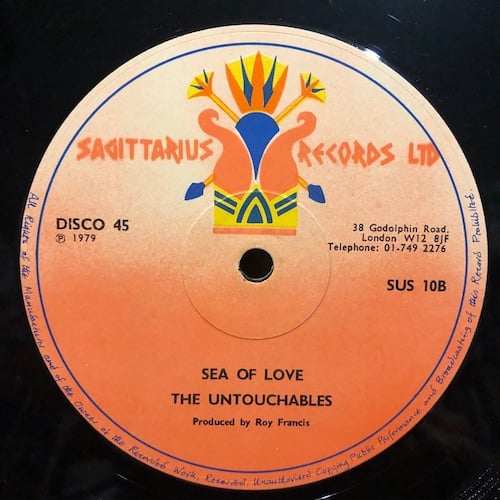 SAGITTARIUS RECORDS LTD
DISCO 45
℗ 1979
38 Godolphin Road,
London W12 8JF
Telephone: 01-749 2276
SUS 10B
SEA OF LOVE
THE UNTOUCHABLES
Produced by Roy Francis
All Rights of the Manufacturer and of the Owner of the Recorded Work, Reserved. Unauthorised Copying Public Performance and Broadcasting of this Record Prohibited.